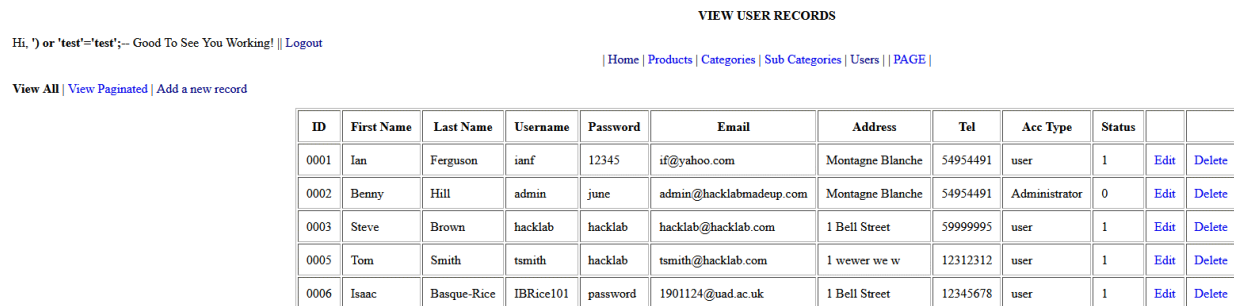 VIEW USER RECORDS
Hi, ') or 'test'='test';-- Good To See You Working! || Logout
| Home | Products | Categories | Sub Categories | Users | | PAGE |
View All | View Paginated | Add a new record
ID First Name Last Name Username Password Email Address Tel Acc Type Status
0001 Ian Ferguson ianf 12345 if@yahoo.com Montagne Blanche 54954491 user 1 Edit Delete
0002 Benny Hill admin june admin@hacklabmadeup.com Montagne Blanche 54954491 Administrator 0 Edit Delete
0003 Steve Brown hacklab hacklab hacklab@hacklab.com 1 Bell Street 59999995 user 1 Edit Delete
0005 Tom Smith tsmith hacklab tsmith@hacklab.com 1 wewer we w 12312312 user 1 Edit Delete
0006 Isaac Basque-Rice IBRice101 password 1901124@uad.ac.uk 1 Bell Street 12345678 user 1 Edit Delete